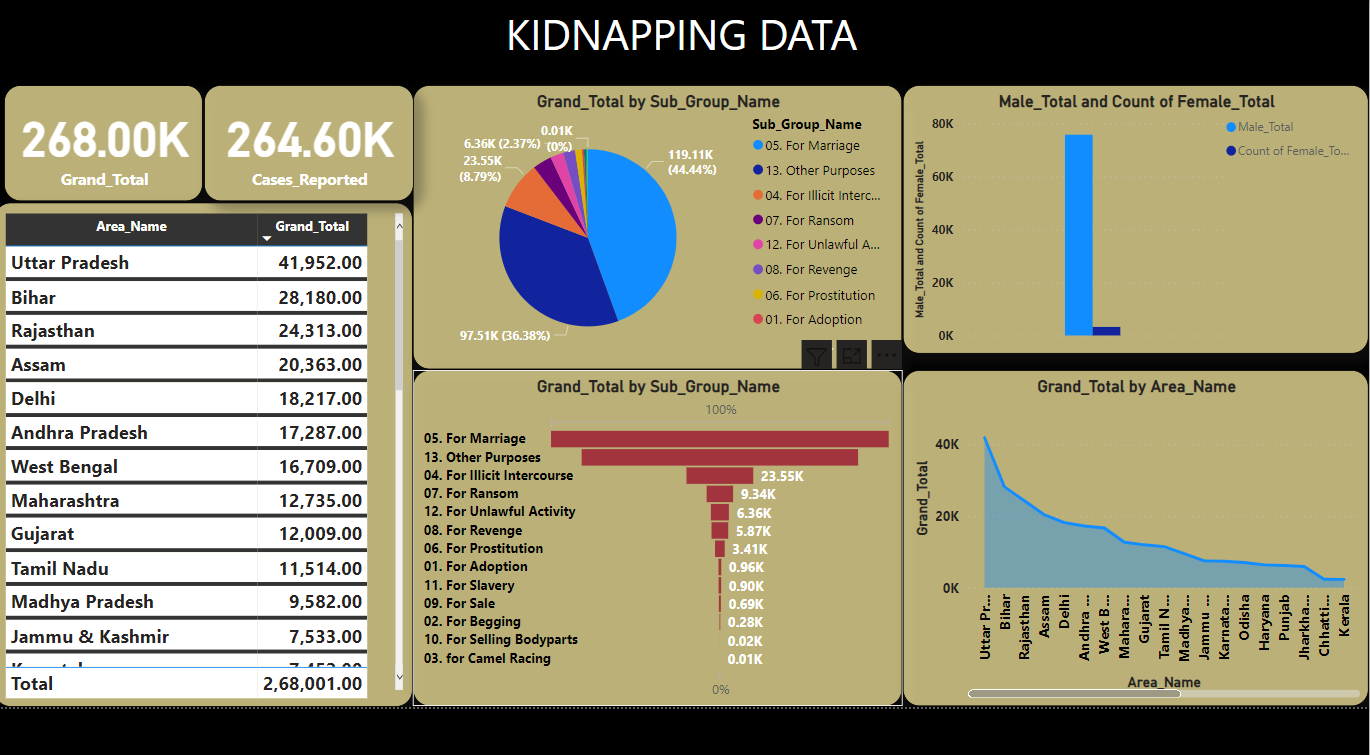 KIDNAPPING DATA
268.00K
Grand_Total
264.60K
Cases_Reported
Area_Name Grand_Total
Uttar Pradesh 41,952.00
Bihar 28,180.00
Rajasthan 24,313.00
Assam 20,363.00
Delhi 18,217.00
Andhra Pradesh 17,287.00
West Bengal 16,709.00
Maharashtra 12,735.00
Gujarat 12,009.00
Tamil Nadu 11,514.00
Madhya Pradesh 9,582.00
Jammu & Kashmir 7,533.00
Total 2,68,001.00
Grand_Total by Sub_Group_Name
0.01K
(0%)
6.36K (2.37%)
23.55K
(8.79%)
119.11K
(44.44%)
97.51K (36.38%)
Sub_Group_Name
05. For Marriage
13. Other Purposes
04. For Illicit Interc...
07. For Ransom
12. For Unlawful A...
08. For Revenge
06. For Prostitution
01. For Adoption
Grand_Total by Sub_Group_Name
100%
05. For Marriage
13. Other Purposes
04. For Illicit Intercourse 23.55K
07. For Ransom 9.34K
12. For Unlawful Activity 6.36K
08. For Revenge 5.87K
06. For Prostitution 3.41K
01. For Adoption 0.96K
11. For Slavery 0.90K
09. For Sale 0.69K
02. For Begging 0.28K
10. For Selling Bodyparts 0.02K
03. for Camel Racing 0.01K
0%
Male_Total and Count of Female_Total
Male_Total
Count of Female_To...
Male_Total and Count of Female_Total
80K
60K
40K
20K
0K
Grand_Total by Area_Name
Grand_Total
40K
20K
0K
Uttar Pr...
Bihar
Rajasthan
Assam
Delhi
Andhra ...
West B...
Mahara...
Gujarat
Tamil N...
Madhya...
Jammu ...
Karnata...
Odisha
Haryana
Punjab
Jharkha...
Chhatti...
Kerala
Area_Name